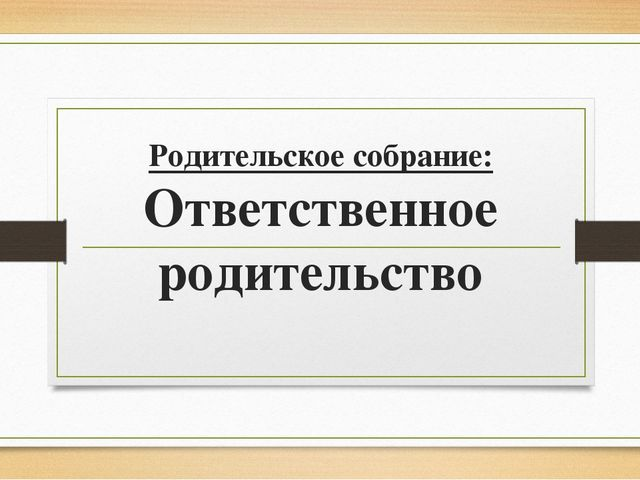 Родительское собрание:
Ответственное
родительство